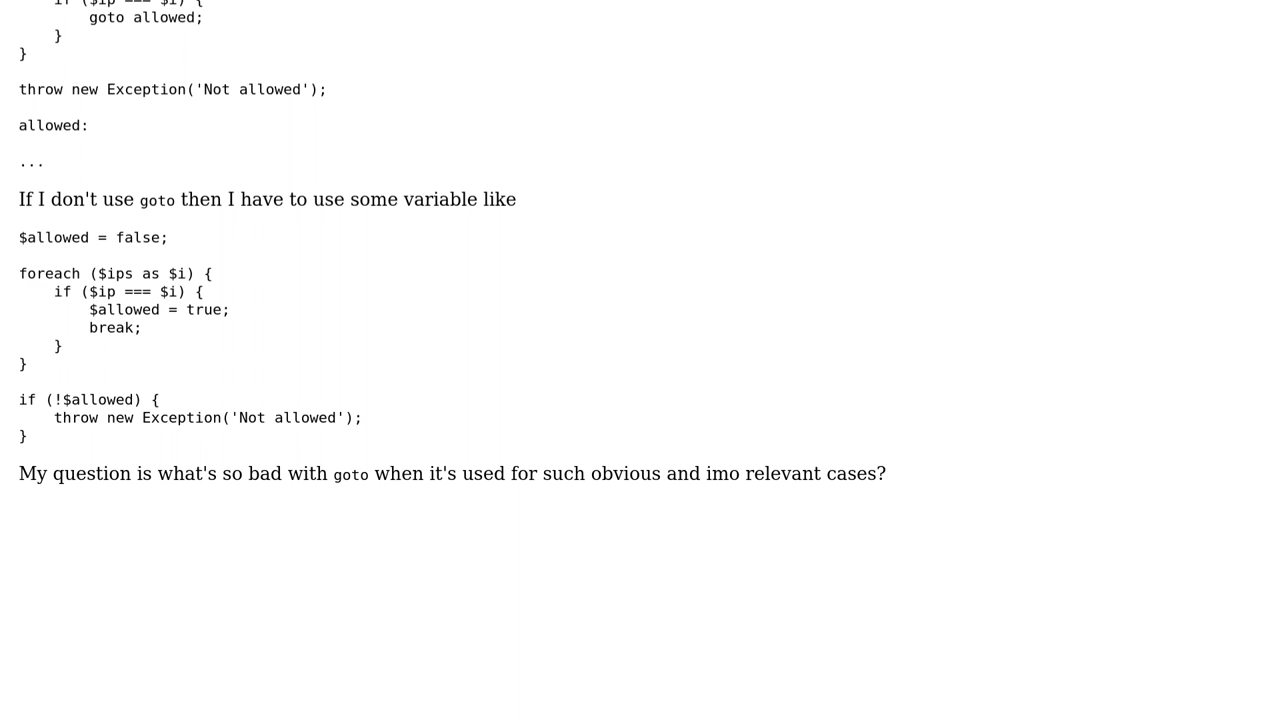 if ($ip === $i) {
        goto allowed;
    }
}
throw new Exception('Not allowed');
allowed:
...
If I don't use goto then I have to use some variable like
$allowed = false;
foreach ($ips as $i) {
    if ($ip === $i) {
        $allowed = true;
        break;
    }
}
if (!$allowed) {
    throw new Exception('Not allowed');
}
My question is what's so bad with goto when it's used for such obvious and imo relevant cases?